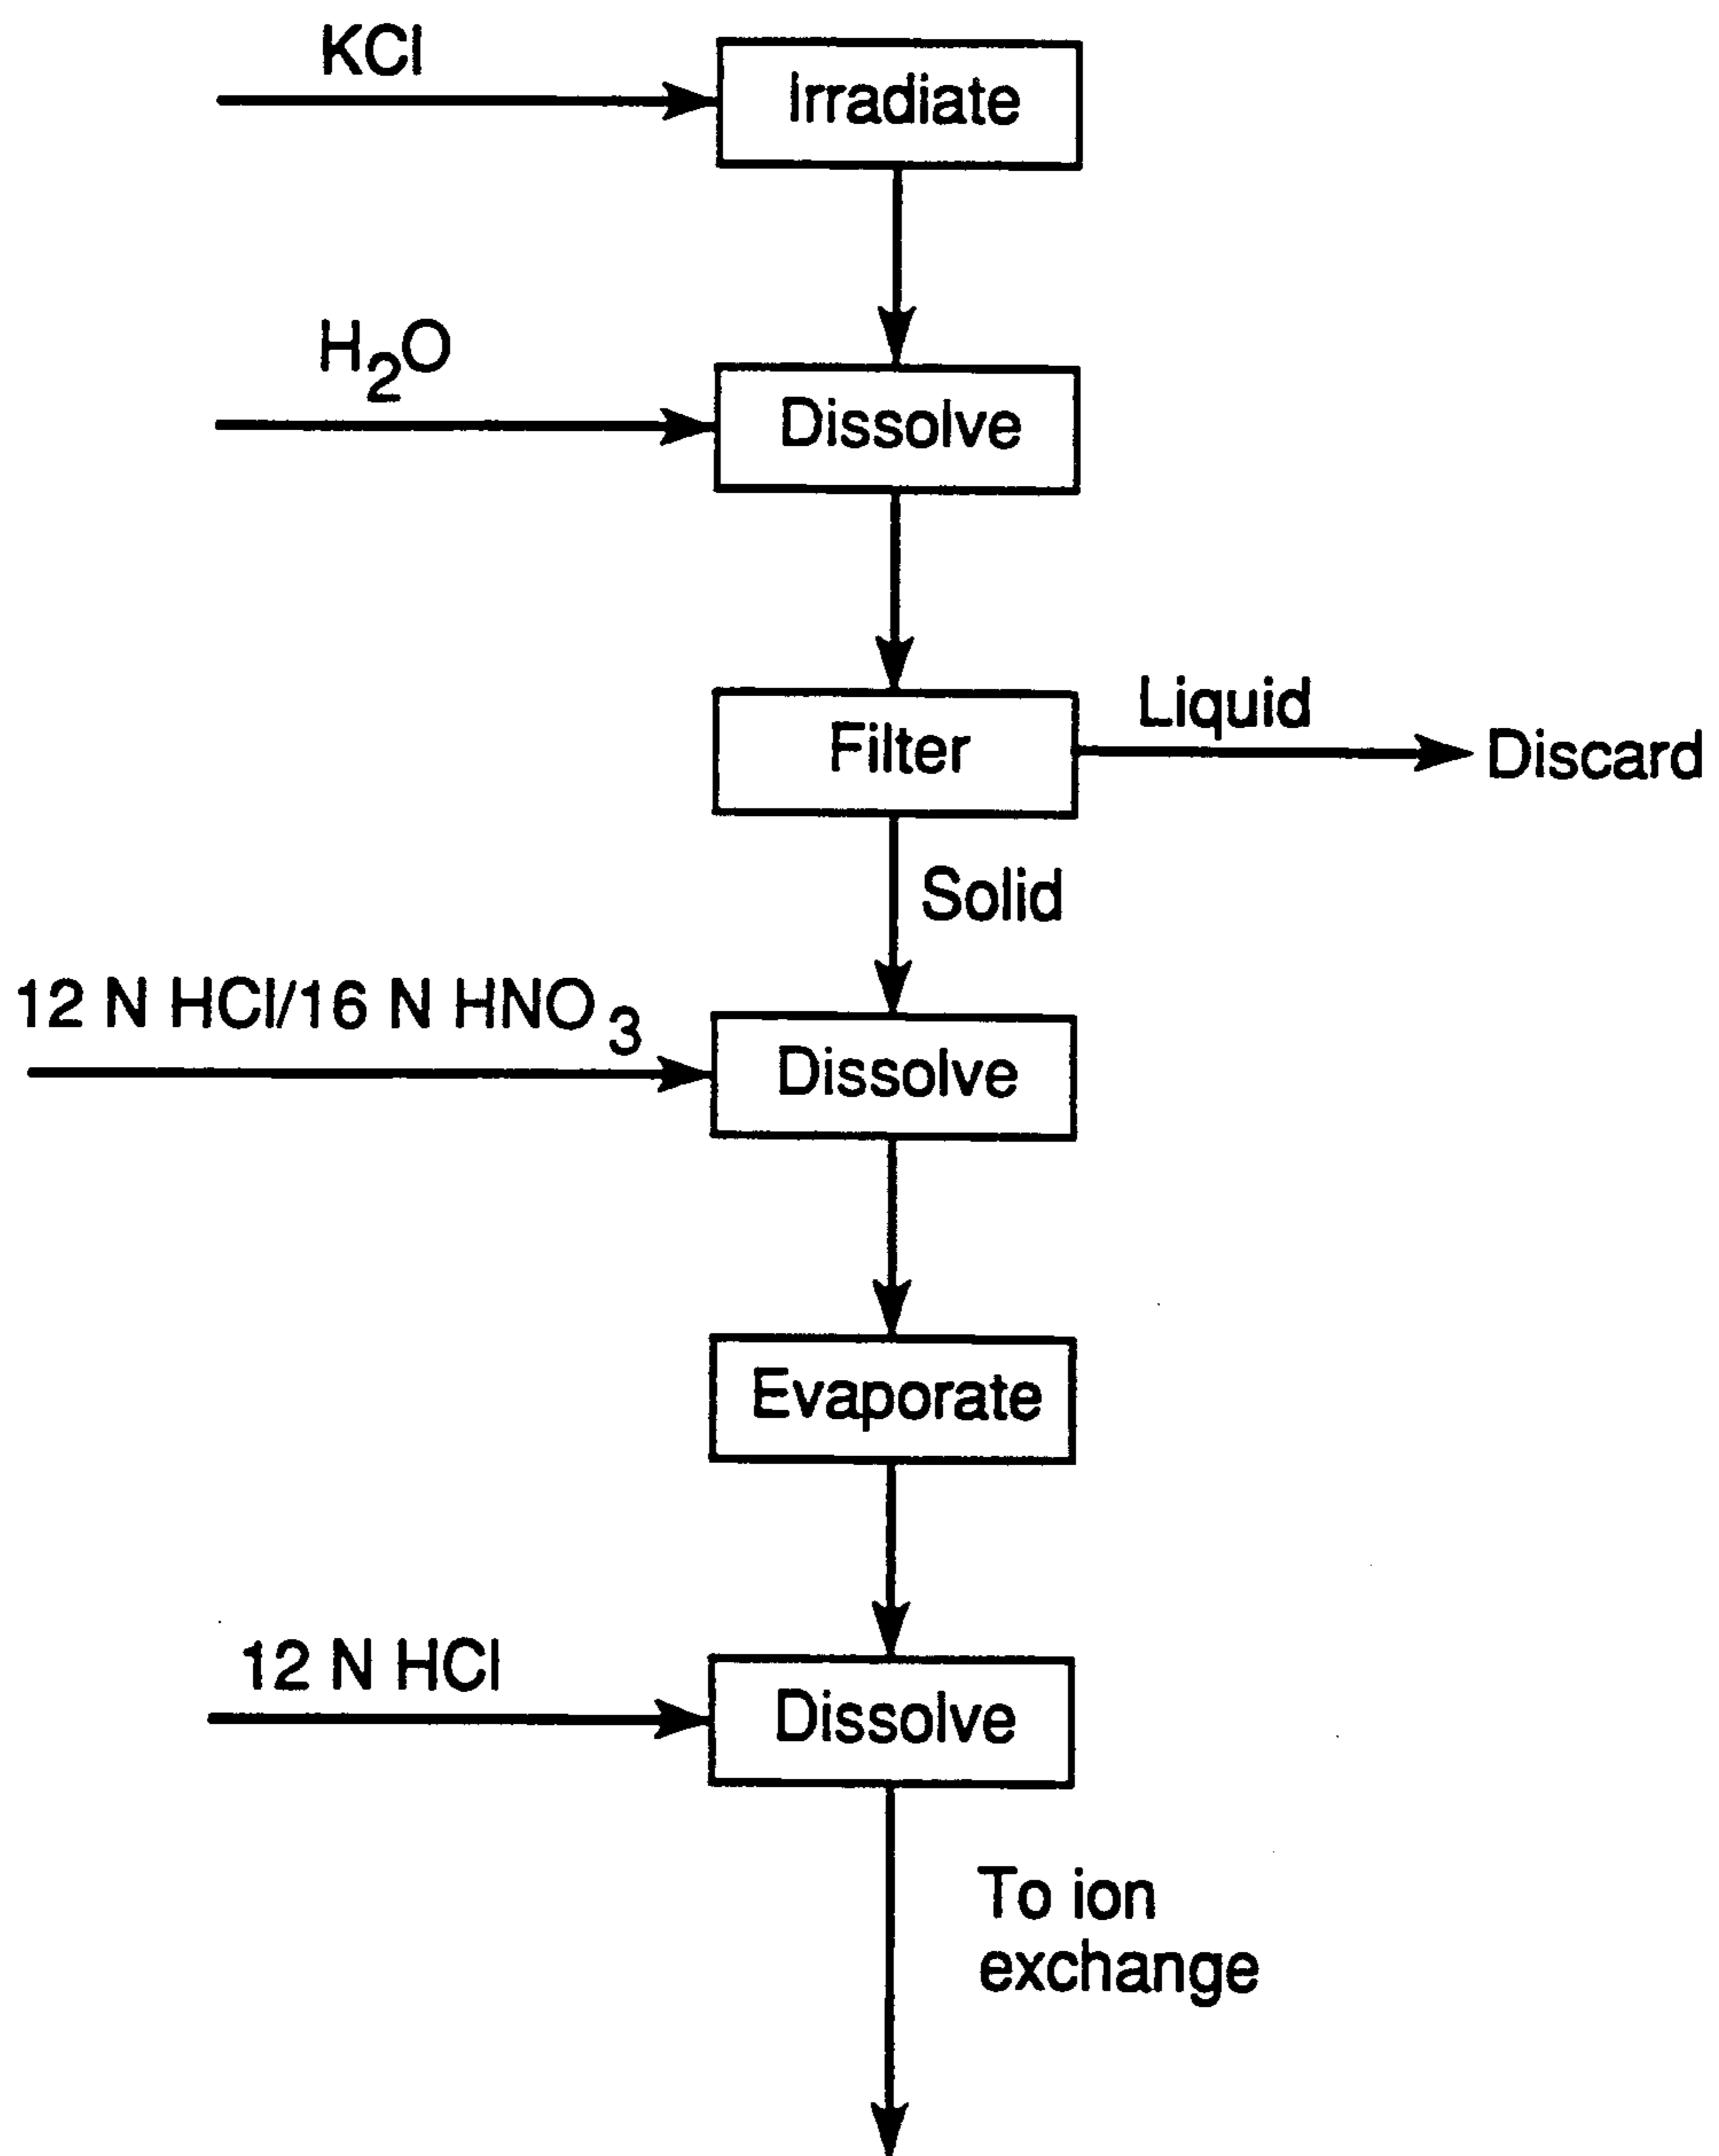 KCl
Irradiate
H2O
Dissolve
Filter
Liquid
Discard
Solid
12 N HCl/16 N HNO3
Dissolve
Evaporate
12 N HCl
Dissolve
To ion
exchange